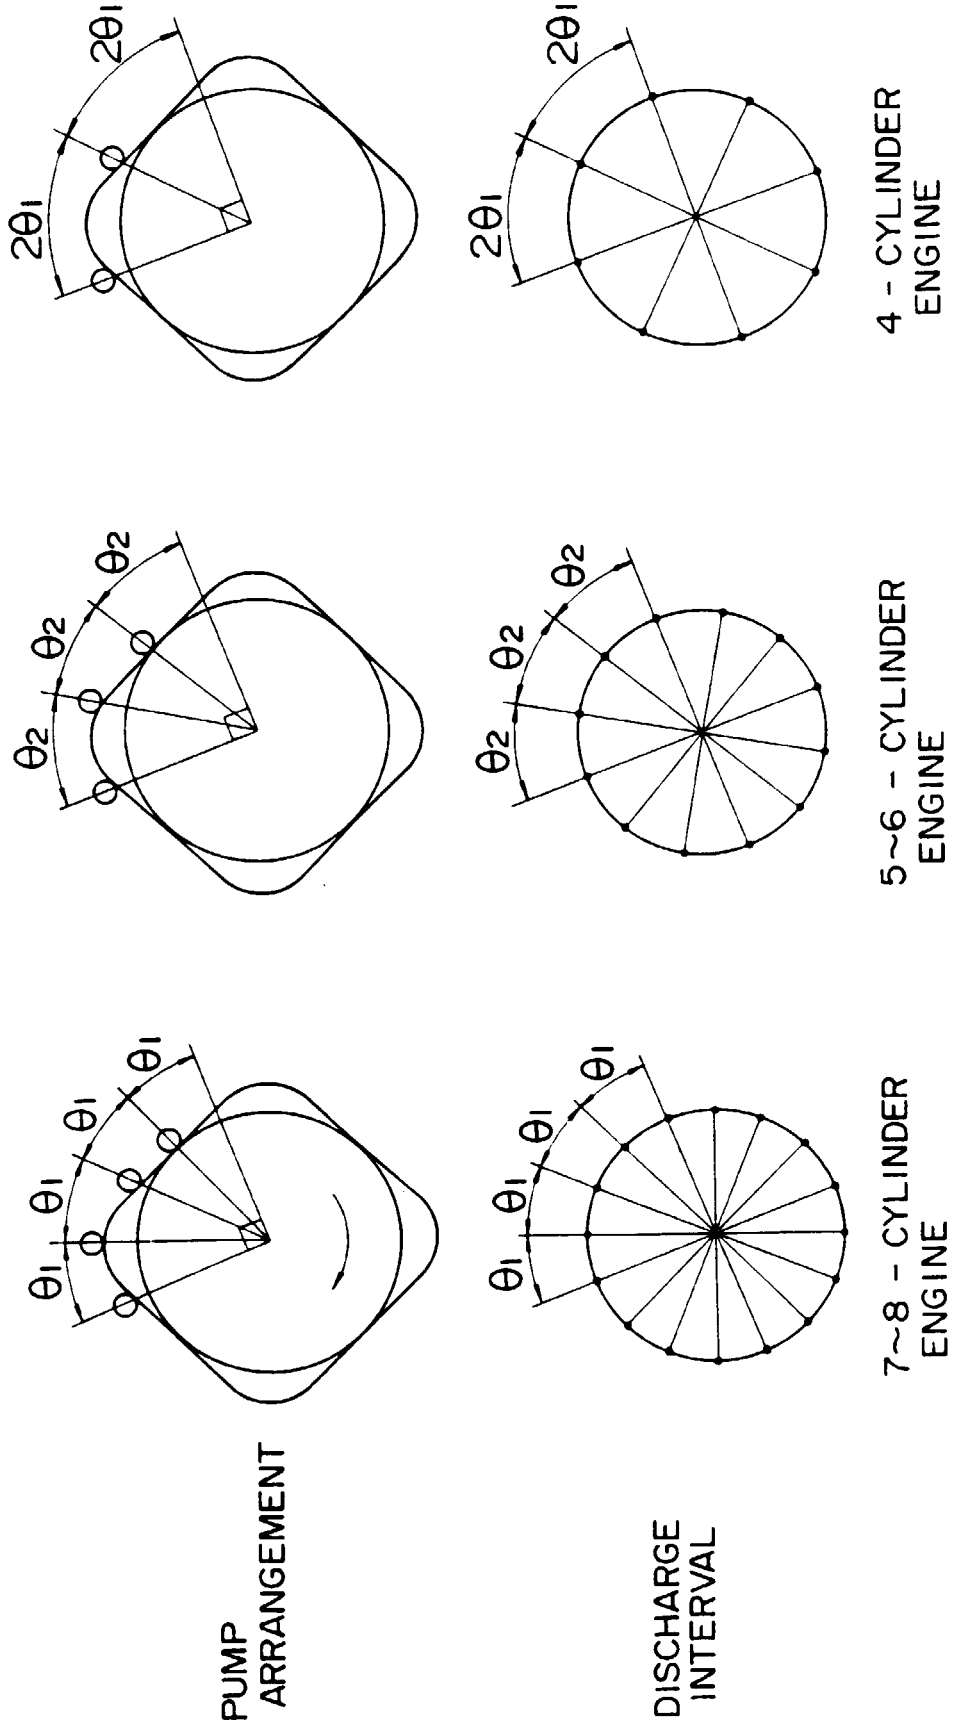 PUMP
ARRANGEMENT
θ1
θ1
θ1
θ1
θ2
θ2
θ2
2θ1
2θ1
DISCHARGE
INTERVAL
θ1
θ1
θ1
θ1
θ2
θ2
θ2
2θ1
2θ1
7~8 - CYLINDER
ENGINE
5~6 - CYLINDER
ENGINE
4 - CYLINDER
ENGINE